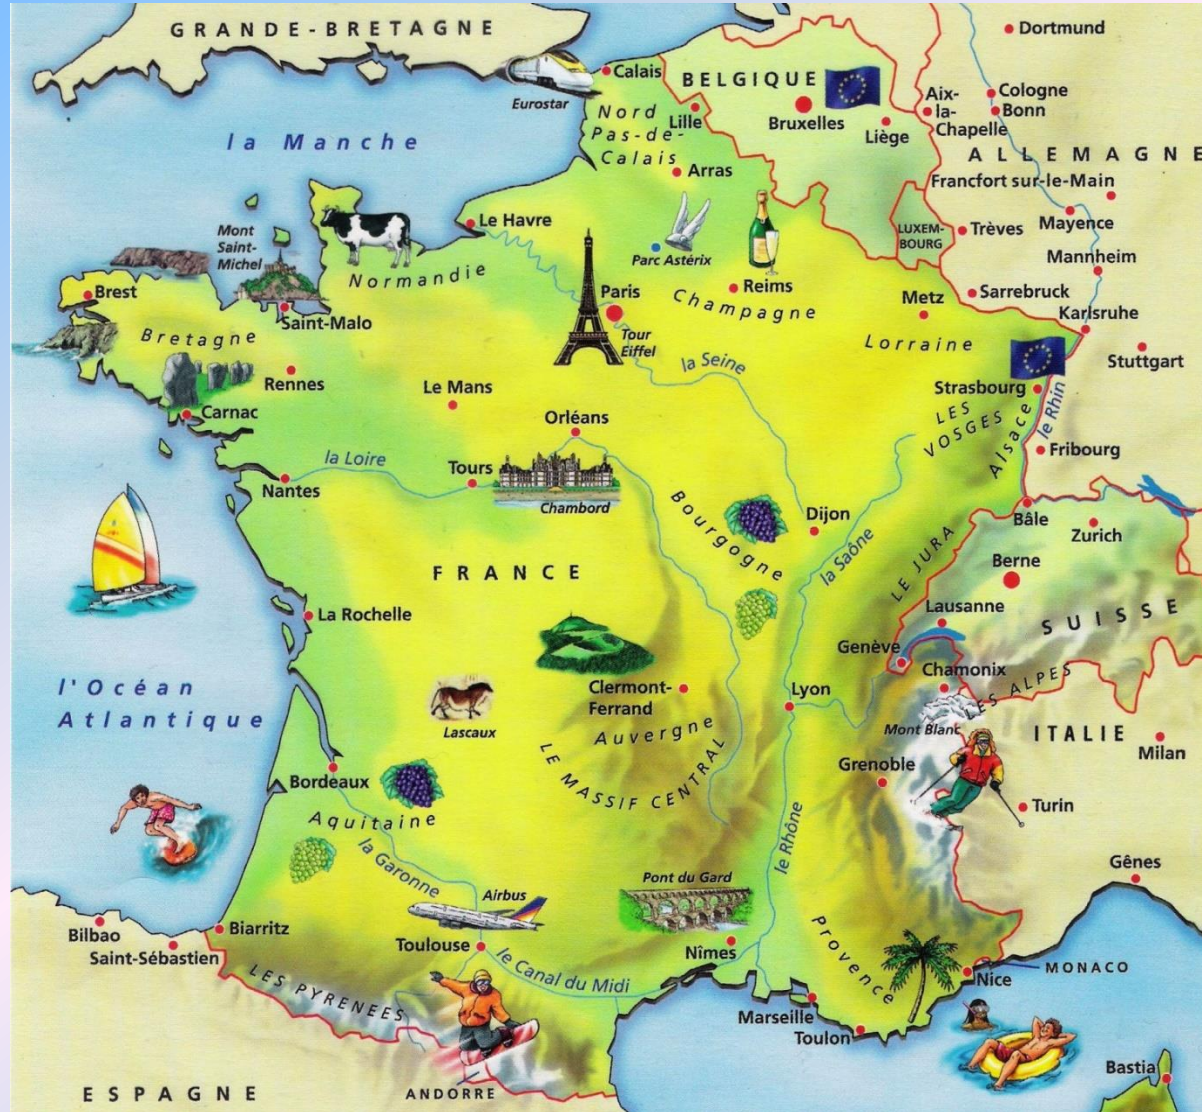 GRANDE-BRETAGNE
Dortmund
Calais
BELGIQUE
Eurostar
Nord
Pas-de-
Calais
Lille
Bruxelles
Liège
Aix-
la-
Chapelle
Cologne
Bonn
la Manche
ALLEMAGNE
Arras
Francfort sur-le-Main
Mont
Saint-
Michel
Le Havre
Parc Astérix
LUXEM-
BOURG
Trèves
Mayence
Mannheim
Normandie
Brest
Paris
Reims
Champagne
Metz
Sarrebruck
Karlsruhe
Saint-Malo
Bretagne
Tour
Eiffel
Lorraine
la Seine
Stuttgart
Rennes
Le Mans
Strasbourg
LES
VOSGES
Alsace
le Rhin
Carnac
Orléans
Fribourg
la Loire
Tours
Nantes
Chambord
Bourgogne
Dijon
Bâle
Zurich
la Saône
LE JURA
Berne
FRANCE
La Rochelle
Lausanne
SUISSE
Genève
Chamonix
l'Océan
Atlantique
Clermont-
Ferrand
Lyon
LES ALPES
Lascaux
Auvergne
Mont Blanc
ITALIE
Milan
LE MASSIF CENTRAL
Bordeaux
Grenoble
Turin
Aquitaine
la Garonne
le Rhône
Gênes
Pont du Gard
Airbus
Bilbao
Biarritz
Saint-Sébastien
Toulouse
Nîmes
Provence
le Canal du Midi
LES PYRENEES
Nice
MONACO
Marseille
Toulon
Bastia
ESPAGNE
ANDORRE